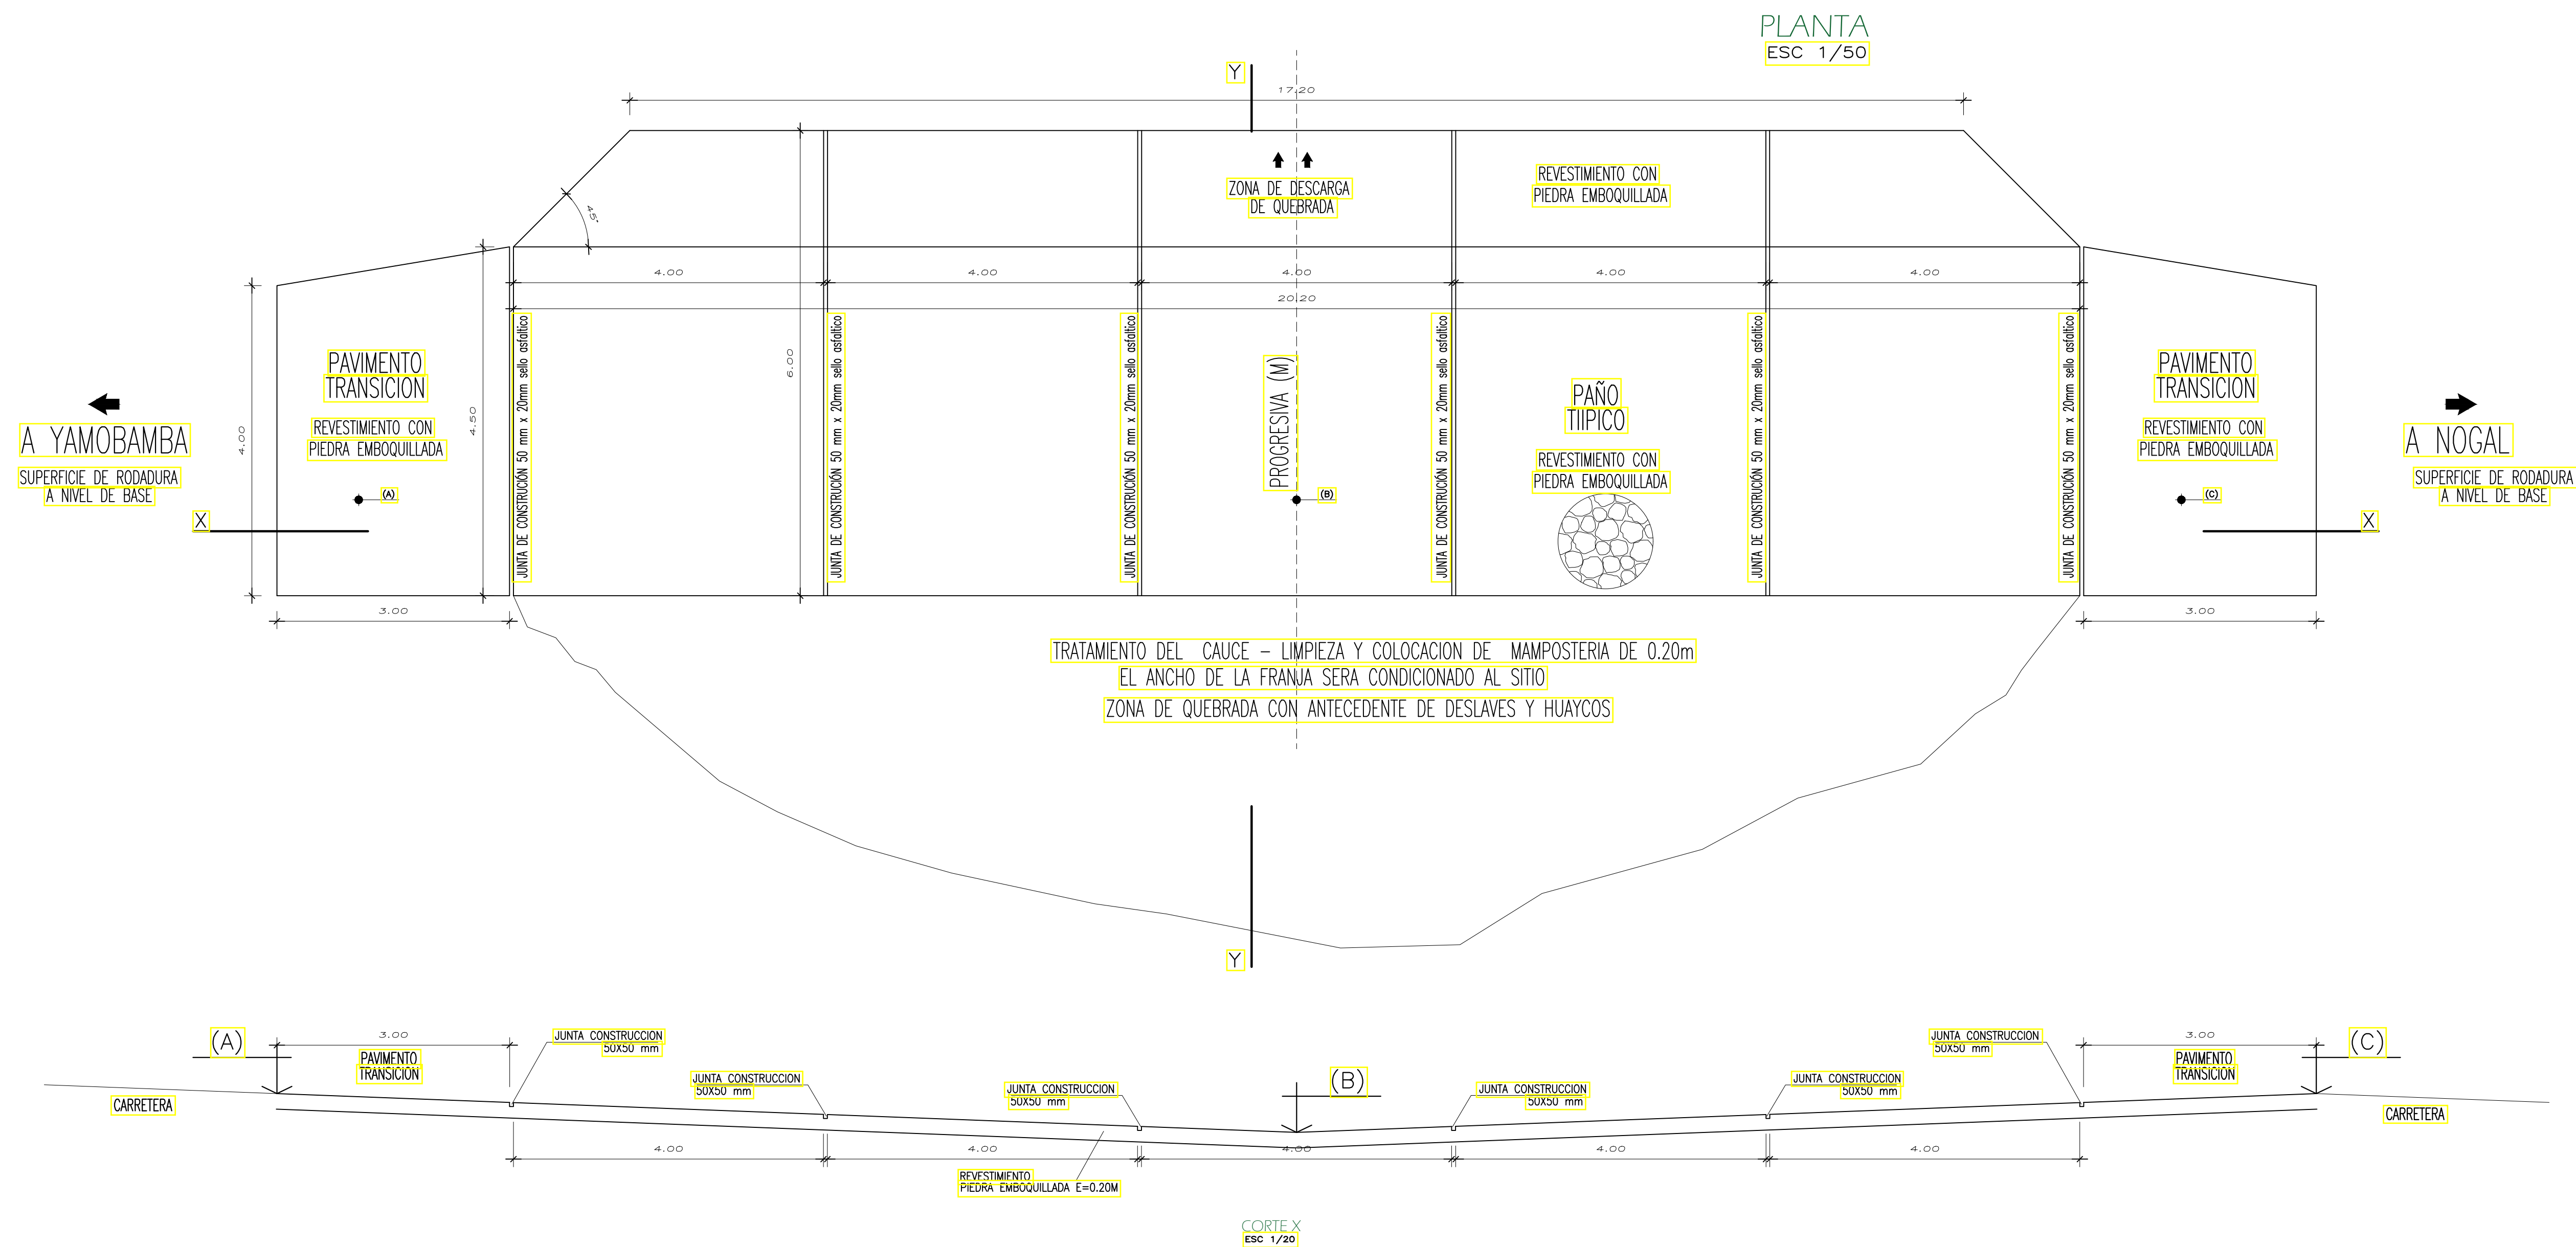 PLANTA
ESC 1/50
Y
17.20
ZONA DE DESCARGA
DE QUEBRADA
REVESTIMIENTO CON
PIEDRA EMBOQUILLADA
45°
4.00
4.00
4.00
4.00
4.00
20.20
6.00
4.50
4.00
JUNTA DE CONSTRUCIÓN 50 mm x 20mm sello asfaltico
JUNTA DE CONSTRUCIÓN 50 mm x 20mm sello asfaltico
JUNTA DE CONSTRUCIÓN 50 mm x 20mm sello asfaltico
JUNTA DE CONSTRUCIÓN 50 mm x 20mm sello asfaltico
JUNTA DE CONSTRUCIÓN 50 mm x 20mm sello asfaltico
JUNTA DE CONSTRUCIÓN 50 mm x 20mm sello asfaltico
PROGRESIVA (M)
PAVIMENTO
TRANSICION
REVESTIMIENTO CON
PIEDRA EMBOQUILLADA
(A)
A YAMOBAMBA
SUPERFICIE DE RODADURA
A NIVEL DE BASE
X
(B)
PAÑO
TIIPICO
REVESTIMIENTO CON
PIEDRA EMBOQUILLADA
PAVIMENTO
TRANSICION
REVESTIMIENTO CON
PIEDRA EMBOQUILLADA
(C)
A NOGAL
SUPERFICIE DE RODADURA
A NIVEL DE BASE
X
3.00
3.00
TRATAMIENTO DEL CAUCE – LIMPIEZA Y COLOCACION DE MAMPOSTERIA DE 0.20m
EL ANCHO DE LA FRANJA SERA CONDICIONADO AL SITIO
ZONA DE QUEBRADA CON ANTECEDENTE DE DESLAVES Y HUAYCOS
Y
(A)
3.00
PAVIMENTO
TRANSICION
CARRETERA
JUNTA CONSTRUCCION
50X50 mm
JUNTA CONSTRUCCION
50X50 mm
JUNTA CONSTRUCCION
50X50 mm
(B)
JUNTA CONSTRUCCION
50X50 mm
JUNTA CONSTRUCCION
50X50 mm
JUNTA CONSTRUCCION
50X50 mm
3.00
PAVIMENTO
TRANSICION
(C)
CARRETERA
4.00
4.00
4.00
4.00
4.00
REVESTIMIENTO
PIEDRA EMBOQUILLADA E=0.20M
CORTE X
ESC 1/20